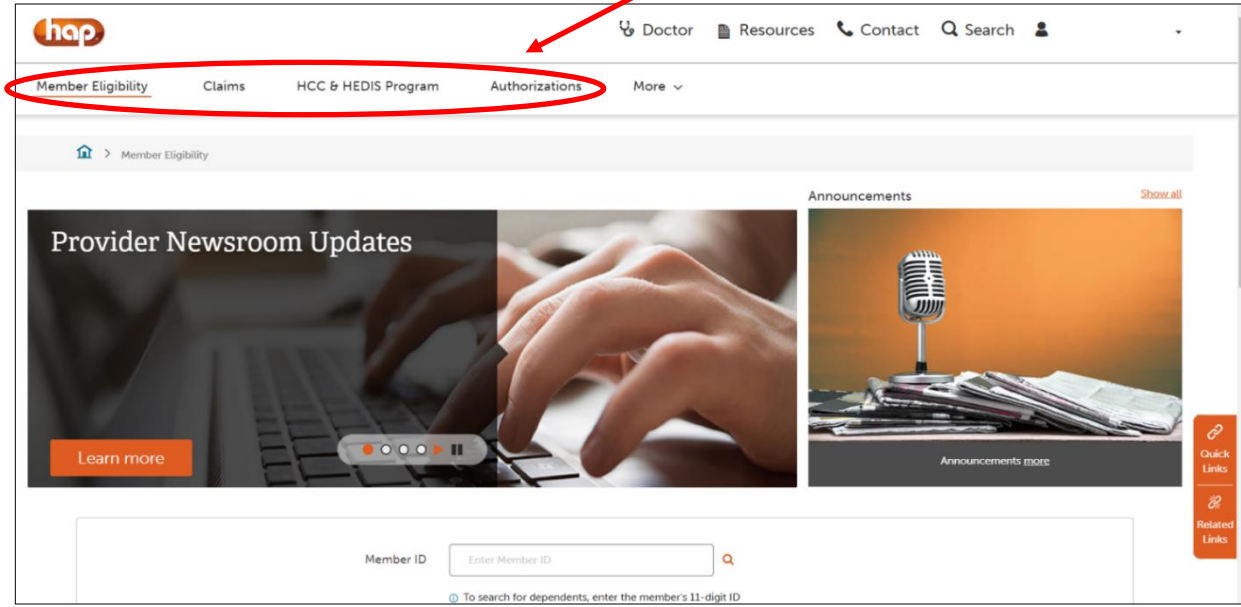 hap
Doctor Resources Contact Search
Member Eligibility Claims HCC & HEDIS Program Authorizations More
> Member Eligibility
Announcements Show all
Provider Newsroom Updates
Learn more
Announcements more
Quick
Links
Related
Links
Member ID Enter Member ID
To search for dependents, enter the member's 11-digit ID